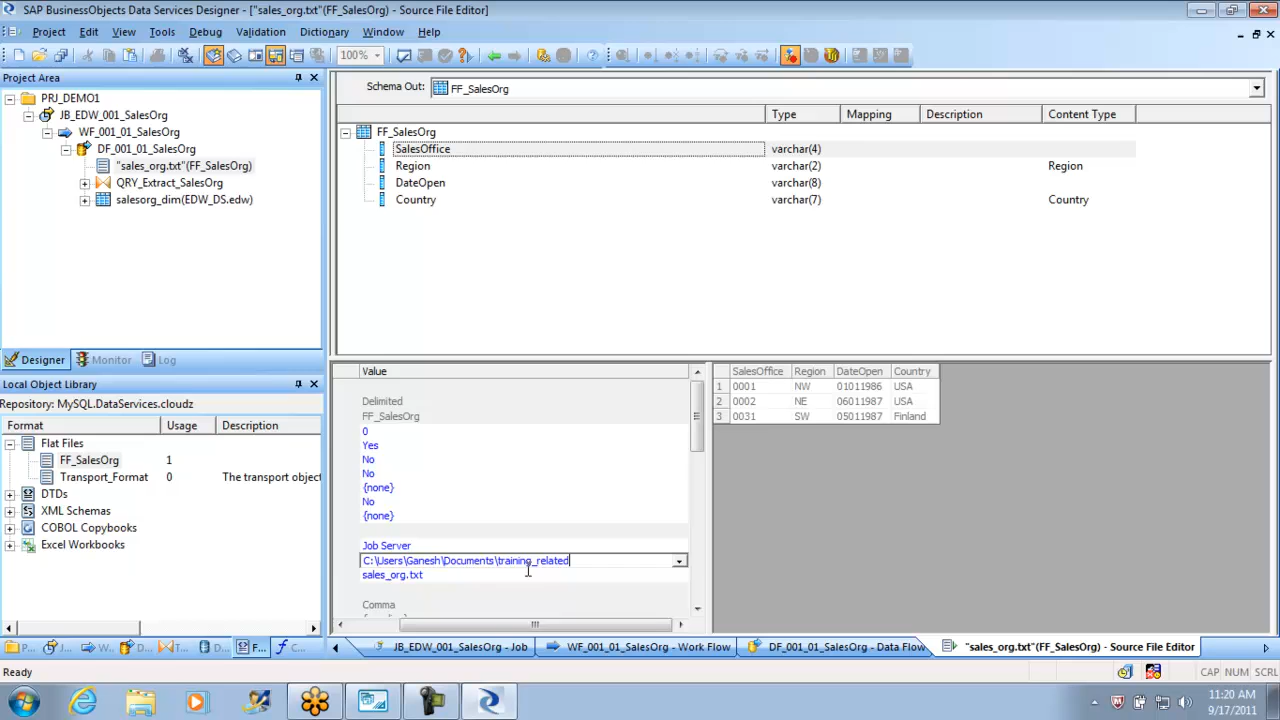 SAP BusinessObjects Data Services Designer - ["sales_org.txt"(FF_SalesOrg) - Source File Editor]
Project Edit View Tools Debug Validation Dictionary Window Help
100%
Project Area
PRJ_DEMO1
JB_EDW_001_SalesOrg
WF_001_01_SalesOrg
DF_001_01_SalesOrg
"sales_org.txt"(FF_SalesOrg)
QRY_Extract_SalesOrg
salesorg_dim(EDW_DS.edw)
Designer Monitor Log
Local Object Library
Repository: MySQL.DataServices.cloudz
Format Usage Description
Flat Files
FF_SalesOrg 1
Transport_Format 0 The transport object
DTDs
XML Schemas
COBOL Copybooks
Excel Workbooks
P... J... W... D... T... D... F... C...
Schema Out: FF_SalesOrg
Type Mapping Description Content Type
FF_SalesOrg
SalesOffice varchar(4)
Region varchar(2) Region
DateOpen varchar(8)
Country varchar(7) Country
Value
Delimited
FF_SalesOrg
0
Yes
No
No
{none}
No
{none}
Job Server
C:\Users\Ganesh\Documents\training_related
sales_org.txt
Comma
SalesOffice Region DateOpen Country
1 0001 NW 01011986 USA
2 0002 NE 06011987 USA
3 0031 SW 05011987 Finland
JB_EDW_001_SalesOrg - Job WF_001_01_SalesOrg - Work Flow DF_001_01_SalesOrg - Data Flow "sales_org.txt"(FF_SalesOrg) - Source File Editor
Ready CAP NUM SCRL
11:20 AM
9/17/2011